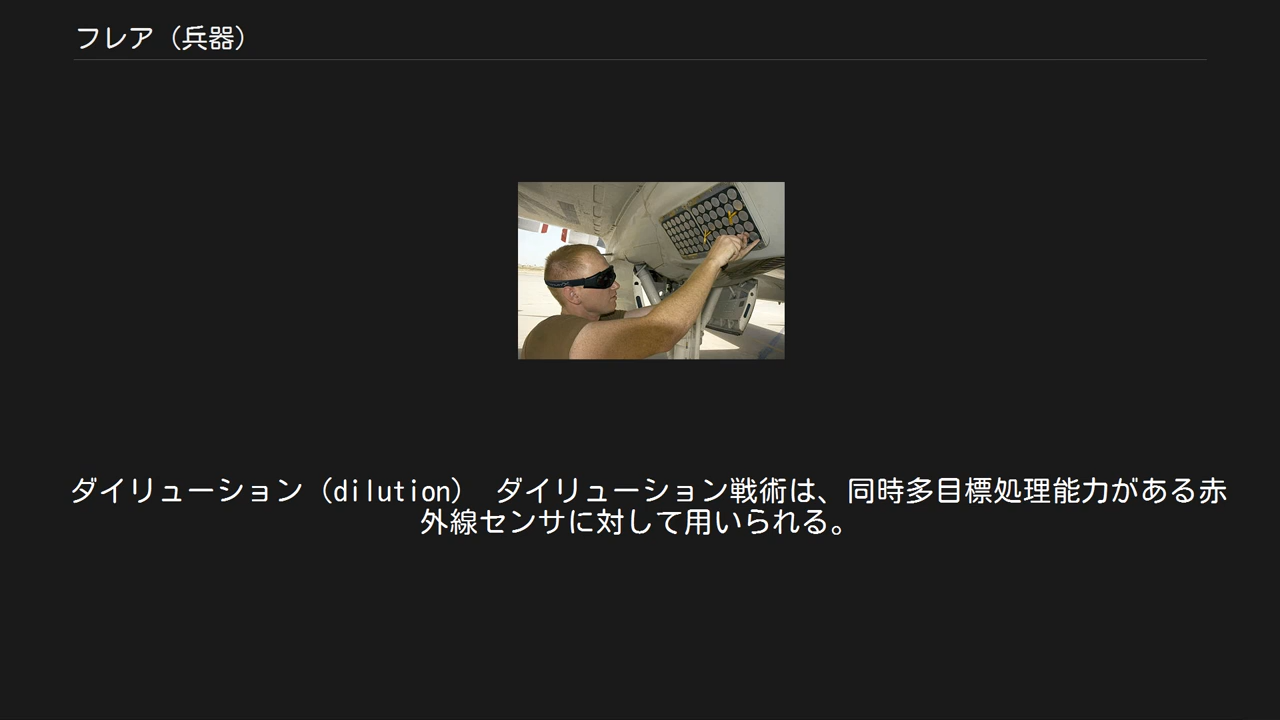 フレア（兵器）
ダイリューション（dilution） ダイリューション戦術は、同時多目標処理能力がある赤
外線センサに対して用いられる。